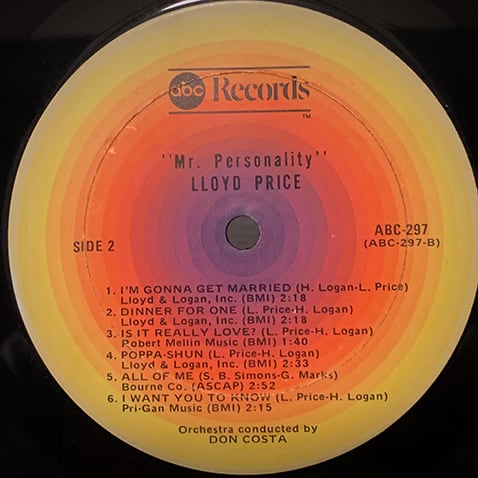 abc Records
TM
"Mr. Personality"
LLOYD PRICE
SIDE 2
ABC-297
(ABC-297-B)
1. I'M GONNA GET MARRIED (H. Logan-L. Price)
Lloyd & Logan, Inc. (BMI) 2:18
2. DINNER FOR ONE (L. Price-H. Logan)
Lloyd & Logan, Inc. (BMI) 2:18
3. IS IT REALLY LOVE? (L. Price-H. Logan)
Robert Mellin Music (BMI) 1:40
4. POPPA-SHUN (L. Price-H. Logan)
Lloyd & Logan, Inc. (BMI) 2:33
5. ALL OF ME (S. B. Simons-G. Marks)
Bourne Co. (ASCAP) 2:52
6. I WANT YOU TO KNOW (L. Price-H. Logan)
Pri-Gan Music (BMI) 2:15
Orchestra conducted by
DON COSTA